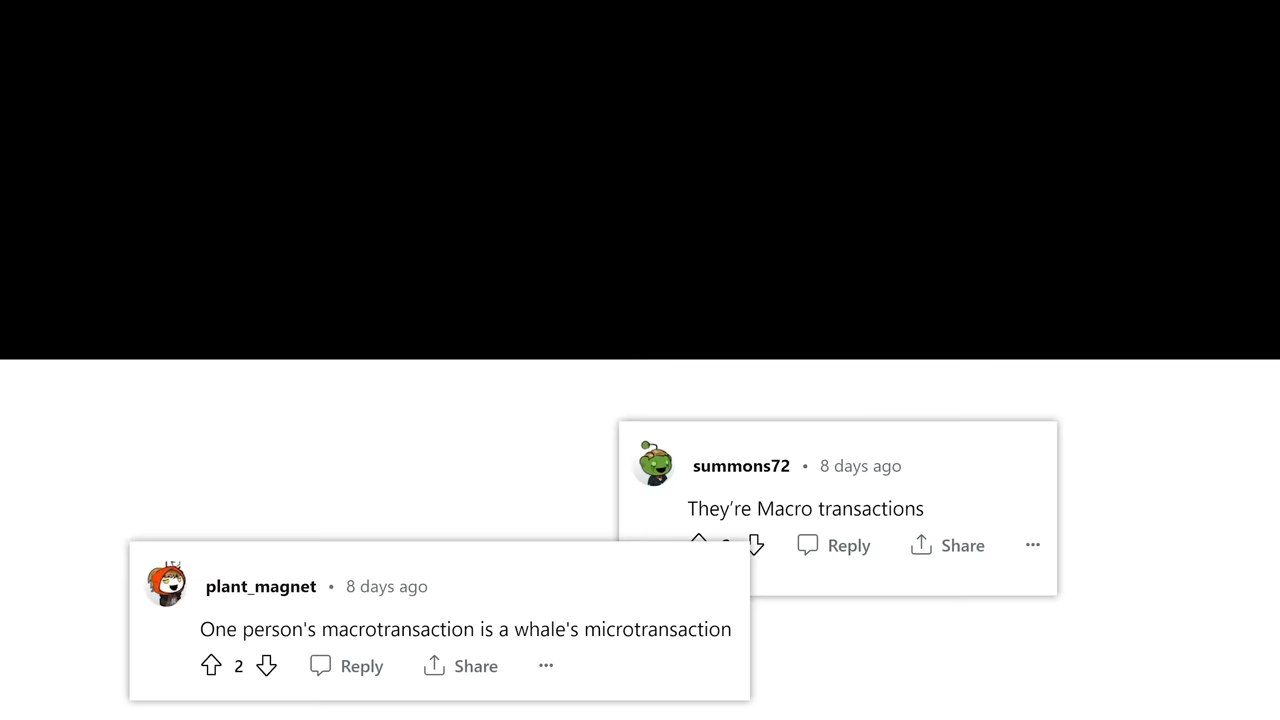 summons72 • 8 days ago
They’re Macro transactions
Reply Share ...
plant_magnet • 8 days ago
One person's macrotransaction is a whale's microtransaction
2 Reply Share ...